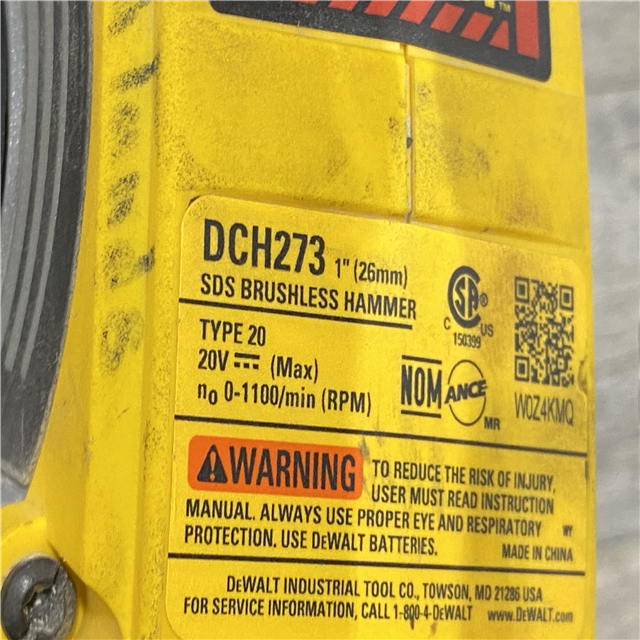 ™
DCH273 1" (26mm)
SDS BRUSHLESS HAMMER
TYPE 20
20V ⎓ (Max)
n₀ 0-1100/min (RPM)
SA ®
C US
150399
NOM ANCE
MR
W0Z4KMQ
WARNING TO REDUCE THE RISK OF INJURY,
USER MUST READ INSTRUCTION
MANUAL. ALWAYS USE PROPER EYE AND RESPIRATORY
PROTECTION. USE DEWALT BATTERIES.
WY
MADE IN CHINA
DEWALT INDUSTRIAL TOOL CO., TOWSON, MD 21286 USA
FOR SERVICE INFORMATION, CALL 1-800-4-DEWALT www.DEWALT.com